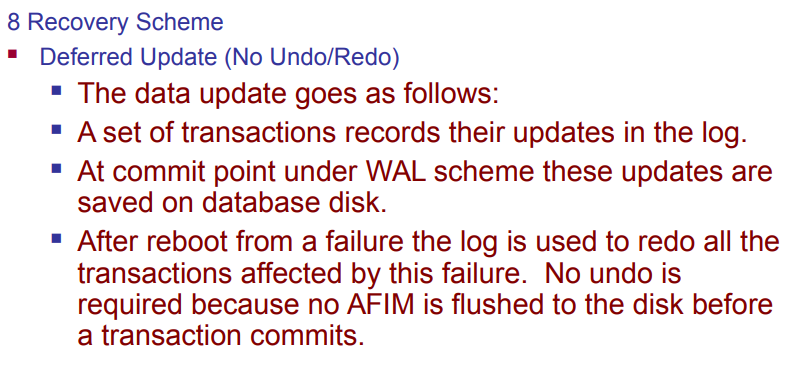 8 Recovery Scheme
Deferred Update (No Undo/Redo)
The data update goes as follows:
A set of transactions records their updates in the log.
At commit point under WAL scheme these updates are
saved on database disk.
After reboot from a failure the log is used to redo all the
transactions affected by this failure.  No undo is
required because no AFIM is flushed to the disk before
a transaction commits.